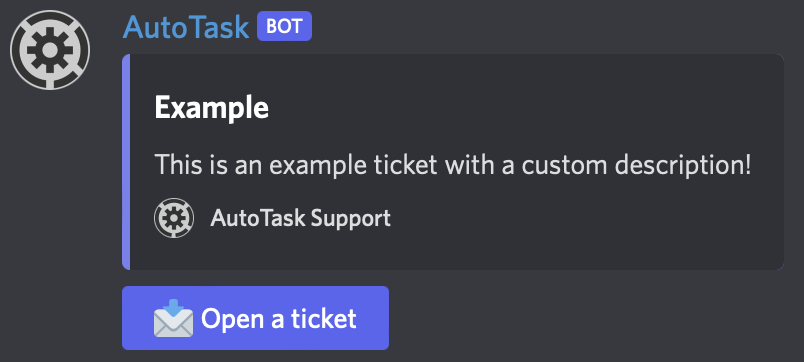 AutoTask BOT
Example
This is an example ticket with a custom description!
AutoTask Support
Open a ticket